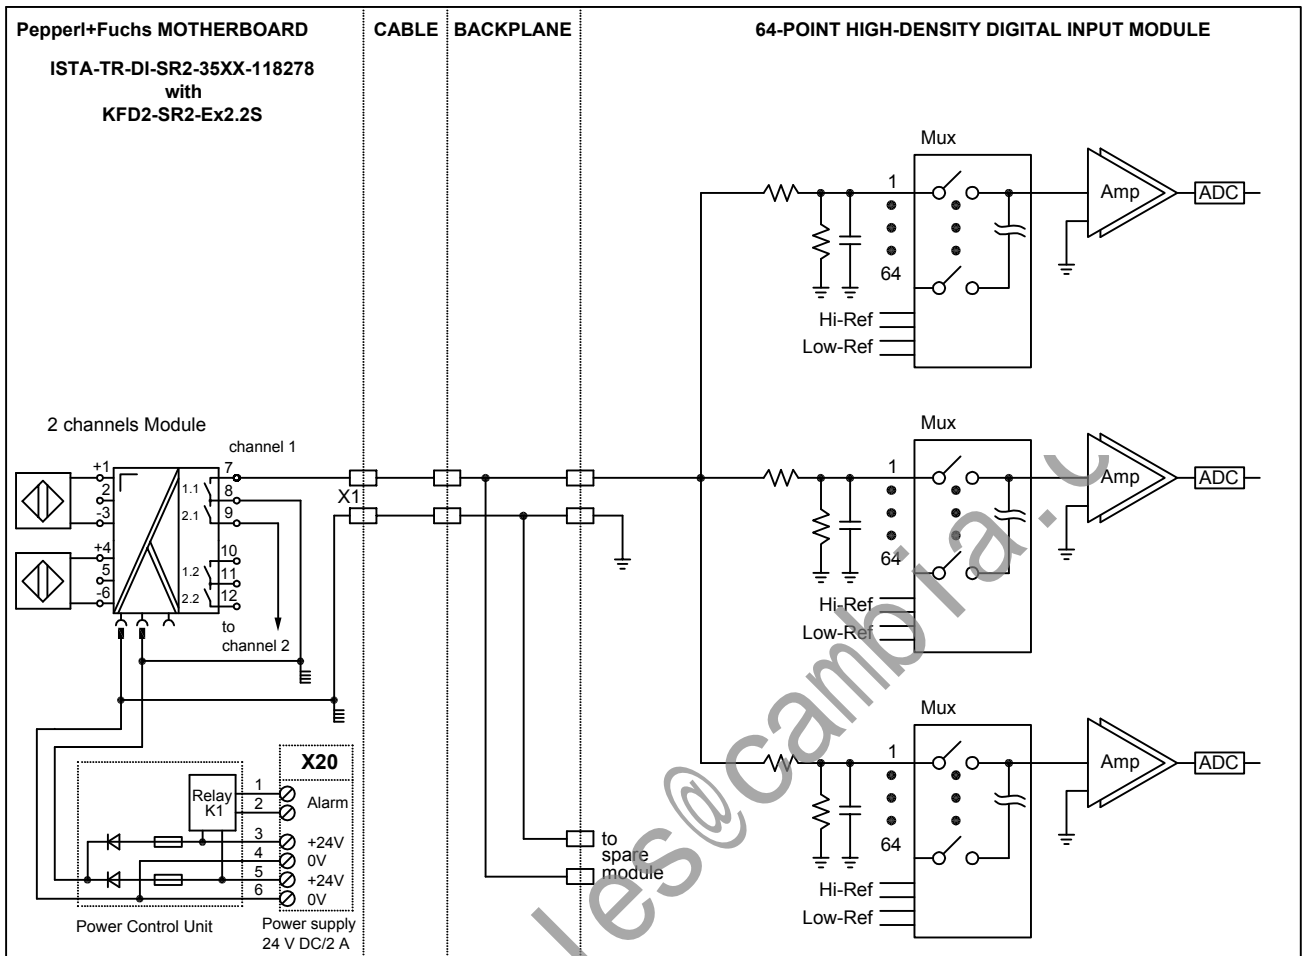 Pepperl+Fuchs MOTHERBOARD
CABLE
BACKPLANE
64-POINT HIGH-DENSITY DIGITAL INPUT MODULE
ISTA-TR-DI-SR2-35XX-118278
with
KFD2-SR2-Ex2.2S
Mux
1
64
Hi-Ref
Low-Ref
Amp
ADC
2 channels Module
channel 1
+1
2
-3
+4
5
-6
7
8
9
10
11
12
1.1
2.1
1.2
2.2
to
channel 2
X1
Mux
1
64
Hi-Ref
Low-Ref
Amp
ADC
Mux
1
64
Hi-Ref
Low-Ref
Amp
ADC
to
spare
module
X20
Relay
K1
1
2
3
4
5
6
Alarm
+24V
0V
+24V
0V
Power Control Unit
Power supply
24 V DC/2 A
les@cambia.c